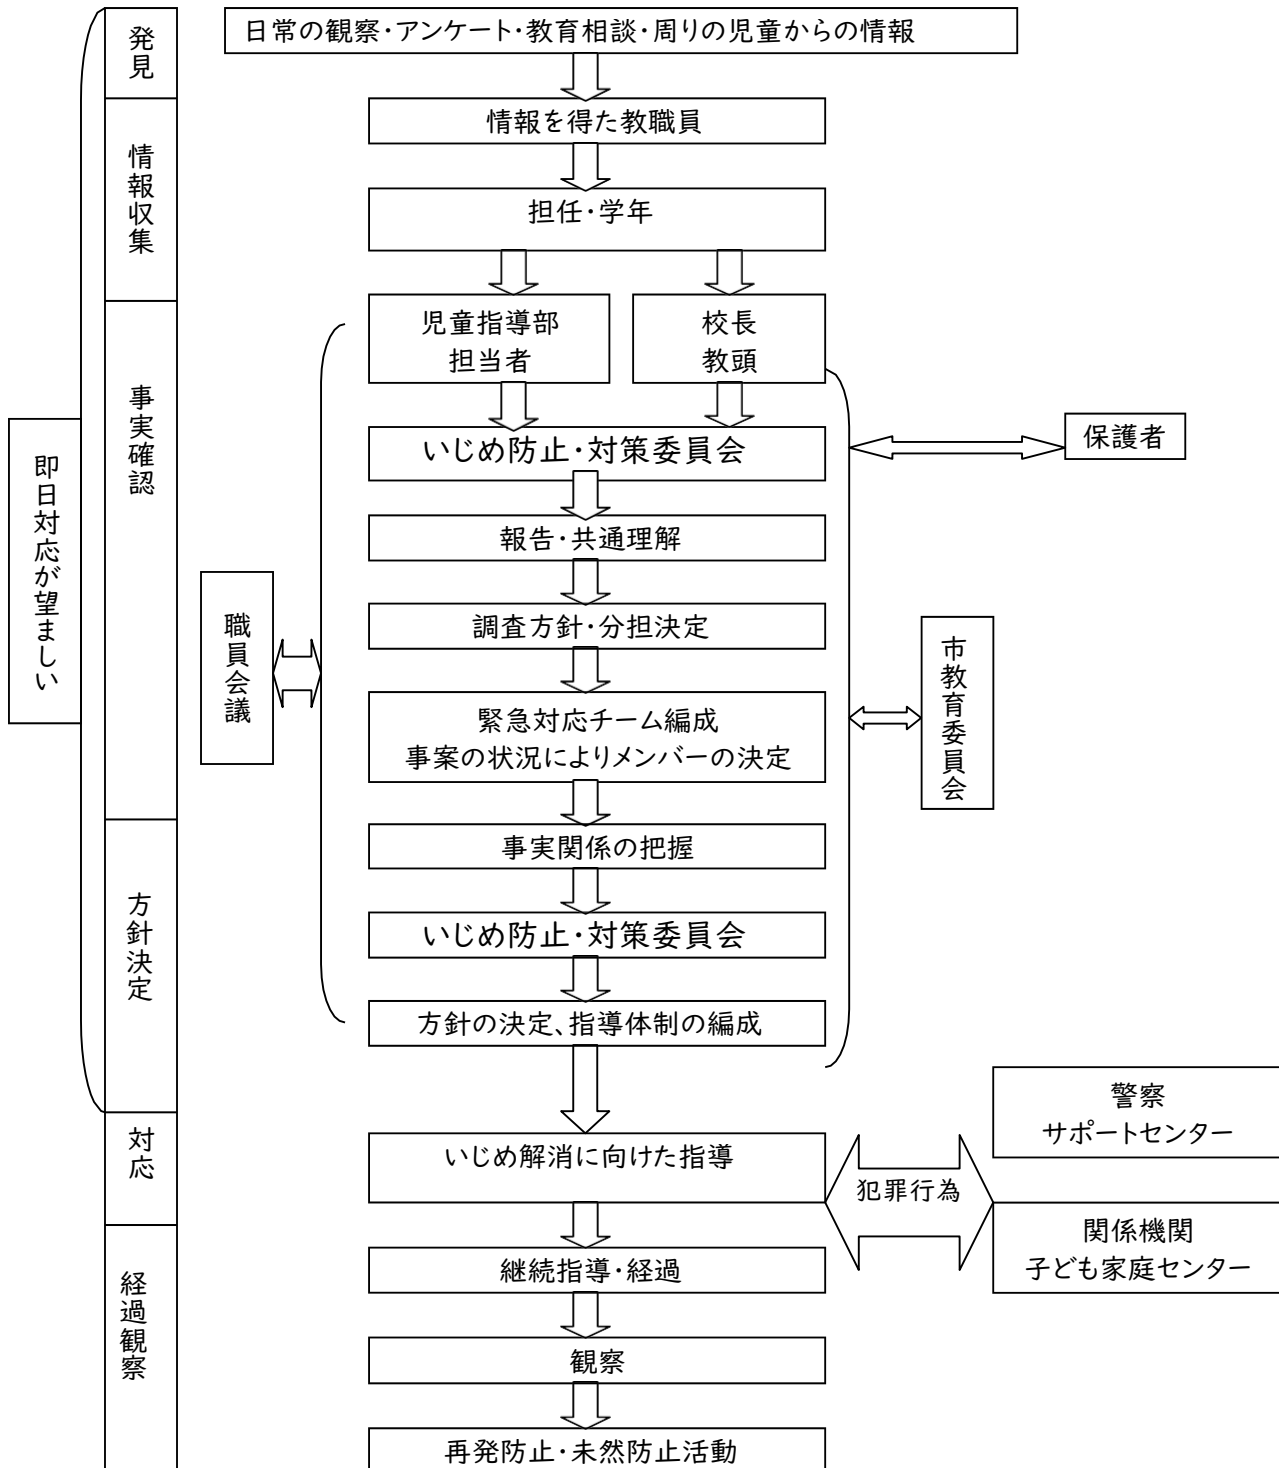 発見
日常の観察・アンケート・教育相談・周りの児童からの情報
情報収集
情報を得た教職員
担任・学年
事実確認
児童指導部
担当者
校長
教頭
いじめ防止・対策委員会
保護者
即日対応が望ましい
報告・共通理解
職員会議
調査方針・分担決定
市教育委員会
緊急対応チーム編成
事案の状況によりメンバーの決定
方針決定
事実関係の把握
いじめ防止・対策委員会
方針の決定、指導体制の編成
対応
いじめ解消に向けた指導
犯罪行為
警察
サポートセンター
関係機関
子ども家庭センター
経過観察
継続指導・経過
観察
再発防止・未然防止活動